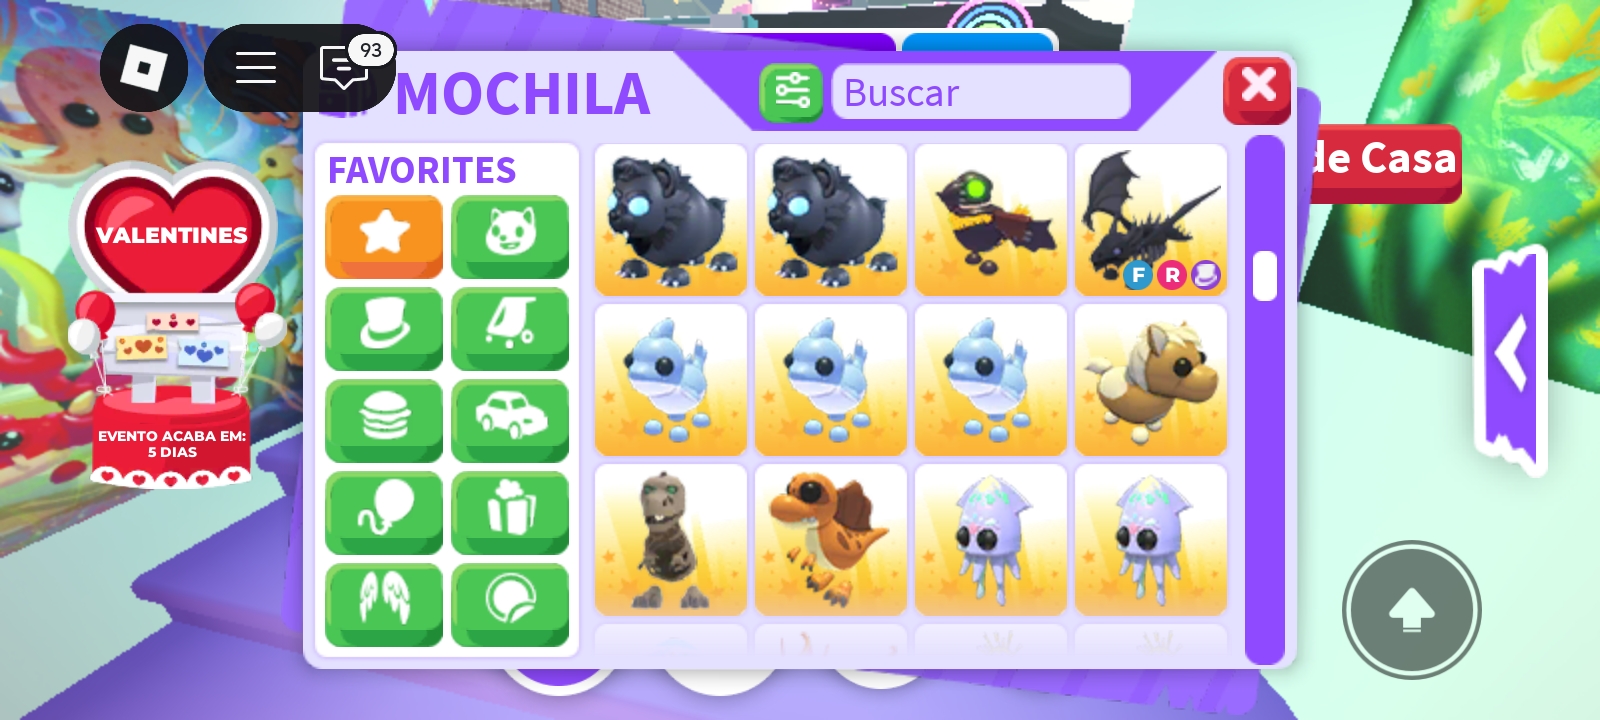 93
MOCHILA
Buscar
de Casa
FAVORITES
VALENTINES
EVENTO ACABA EM:
5 DIAS
F R